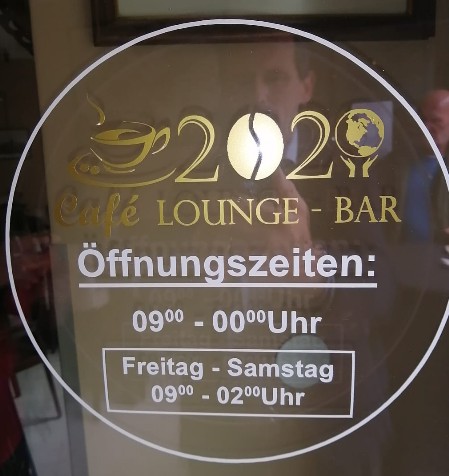 2020
Café LOUNGE - BAR
Öffnungszeiten:
09⁰⁰ - 00⁰⁰Uhr
Freitag - Samstag
09⁰⁰ - 02⁰⁰Uhr